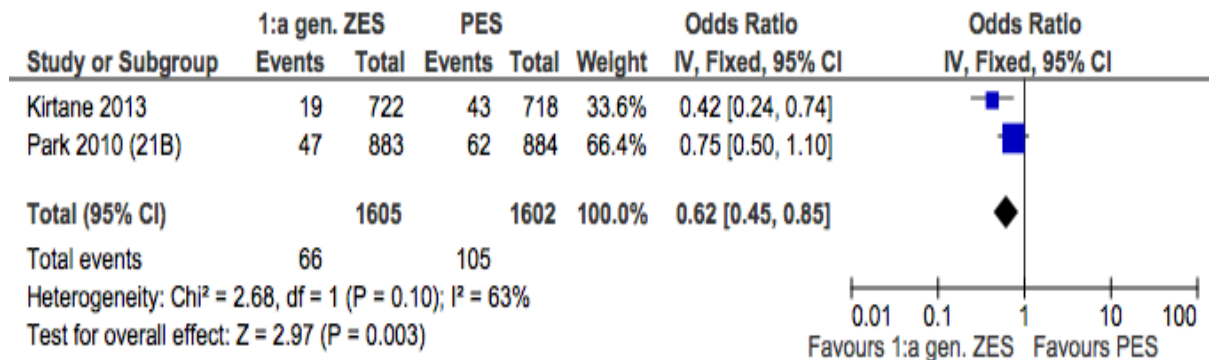 1:a gen. ZES PES Odds Ratio Odds Ratio
Study or Subgroup Events Total Events Total Weight IV, Fixed, 95% CI IV, Fixed, 95% CI
Kirtane 2013 19 722 43 718 33.6% 0.42 [0.24, 0.74]
Park 2010 (21B) 47 883 62 884 66.4% 0.75 [0.50, 1.10]
Total (95% CI) 1605 1602 100.0% 0.62 [0.45, 0.85]
Total events 66 105
Heterogeneity: Chi² = 2.68, df = 1 (P = 0.10); I² = 63%
Test for overall effect: Z = 2.97 (P = 0.003)
0.01 0.1 1 10 100
Favours 1:a gen. ZES Favours PES